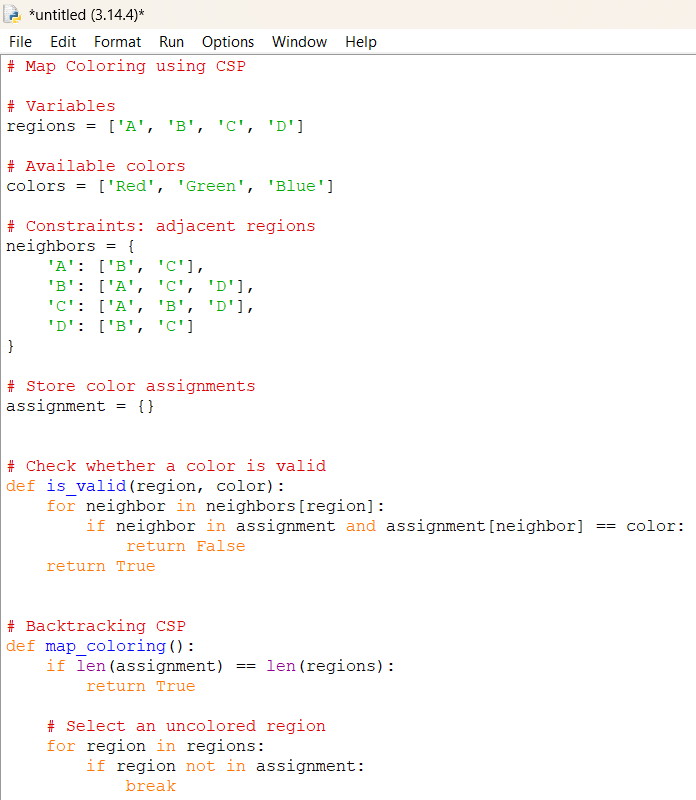 *untitled (3.14.4)*
File Edit Format Run Options Window Help
# Map Coloring using CSP

# Variables
regions = ['A', 'B', 'C', 'D']

# Available colors
colors = ['Red', 'Green', 'Blue']

# Constraints: adjacent regions
neighbors = {
    'A': ['B', 'C'],
    'B': ['A', 'C', 'D'],
    'C': ['A', 'B', 'D'],
    'D': ['B', 'C']
}

# Store color assignments
assignment = {}


# Check whether a color is valid
def is_valid(region, color):
    for neighbor in neighbors[region]:
        if neighbor in assignment and assignment[neighbor] == color:
            return False
    return True


# Backtracking CSP
def map_coloring():
    if len(assignment) == len(regions):
        return True

    # Select an uncolored region
    for region in regions:
        if region not in assignment:
            break